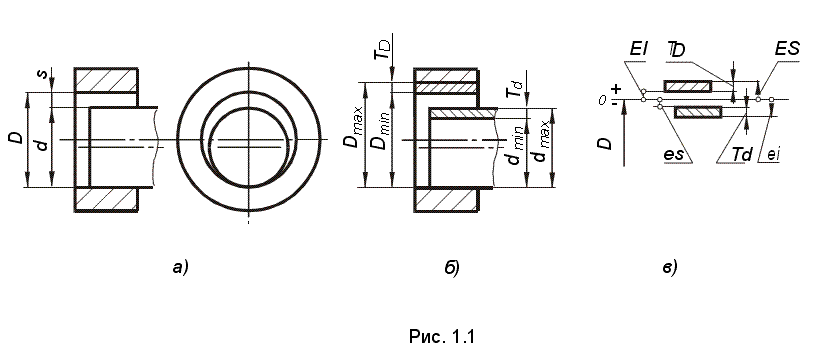 s
D
d
а)
T_D
D_max
D_min
T_d
d_min
d_max
б)
EI
TD
ES
0
+
-
D
es
Td
ei
в)
Рис. 1.1